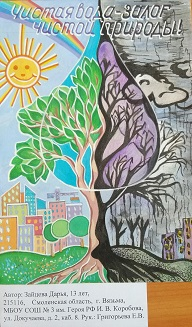 Чистая вода-залог
чистой природы!
Автор: Зайцева Дарья, 13 лет,
215116, Смоленская область, г. Вязьма,
МБОУ СОШ № 3 им. Героя РФ И. В. Коробова,
ул. Докучаева, д. 2, каб. 8. Рук.: Григорьева Е.В.